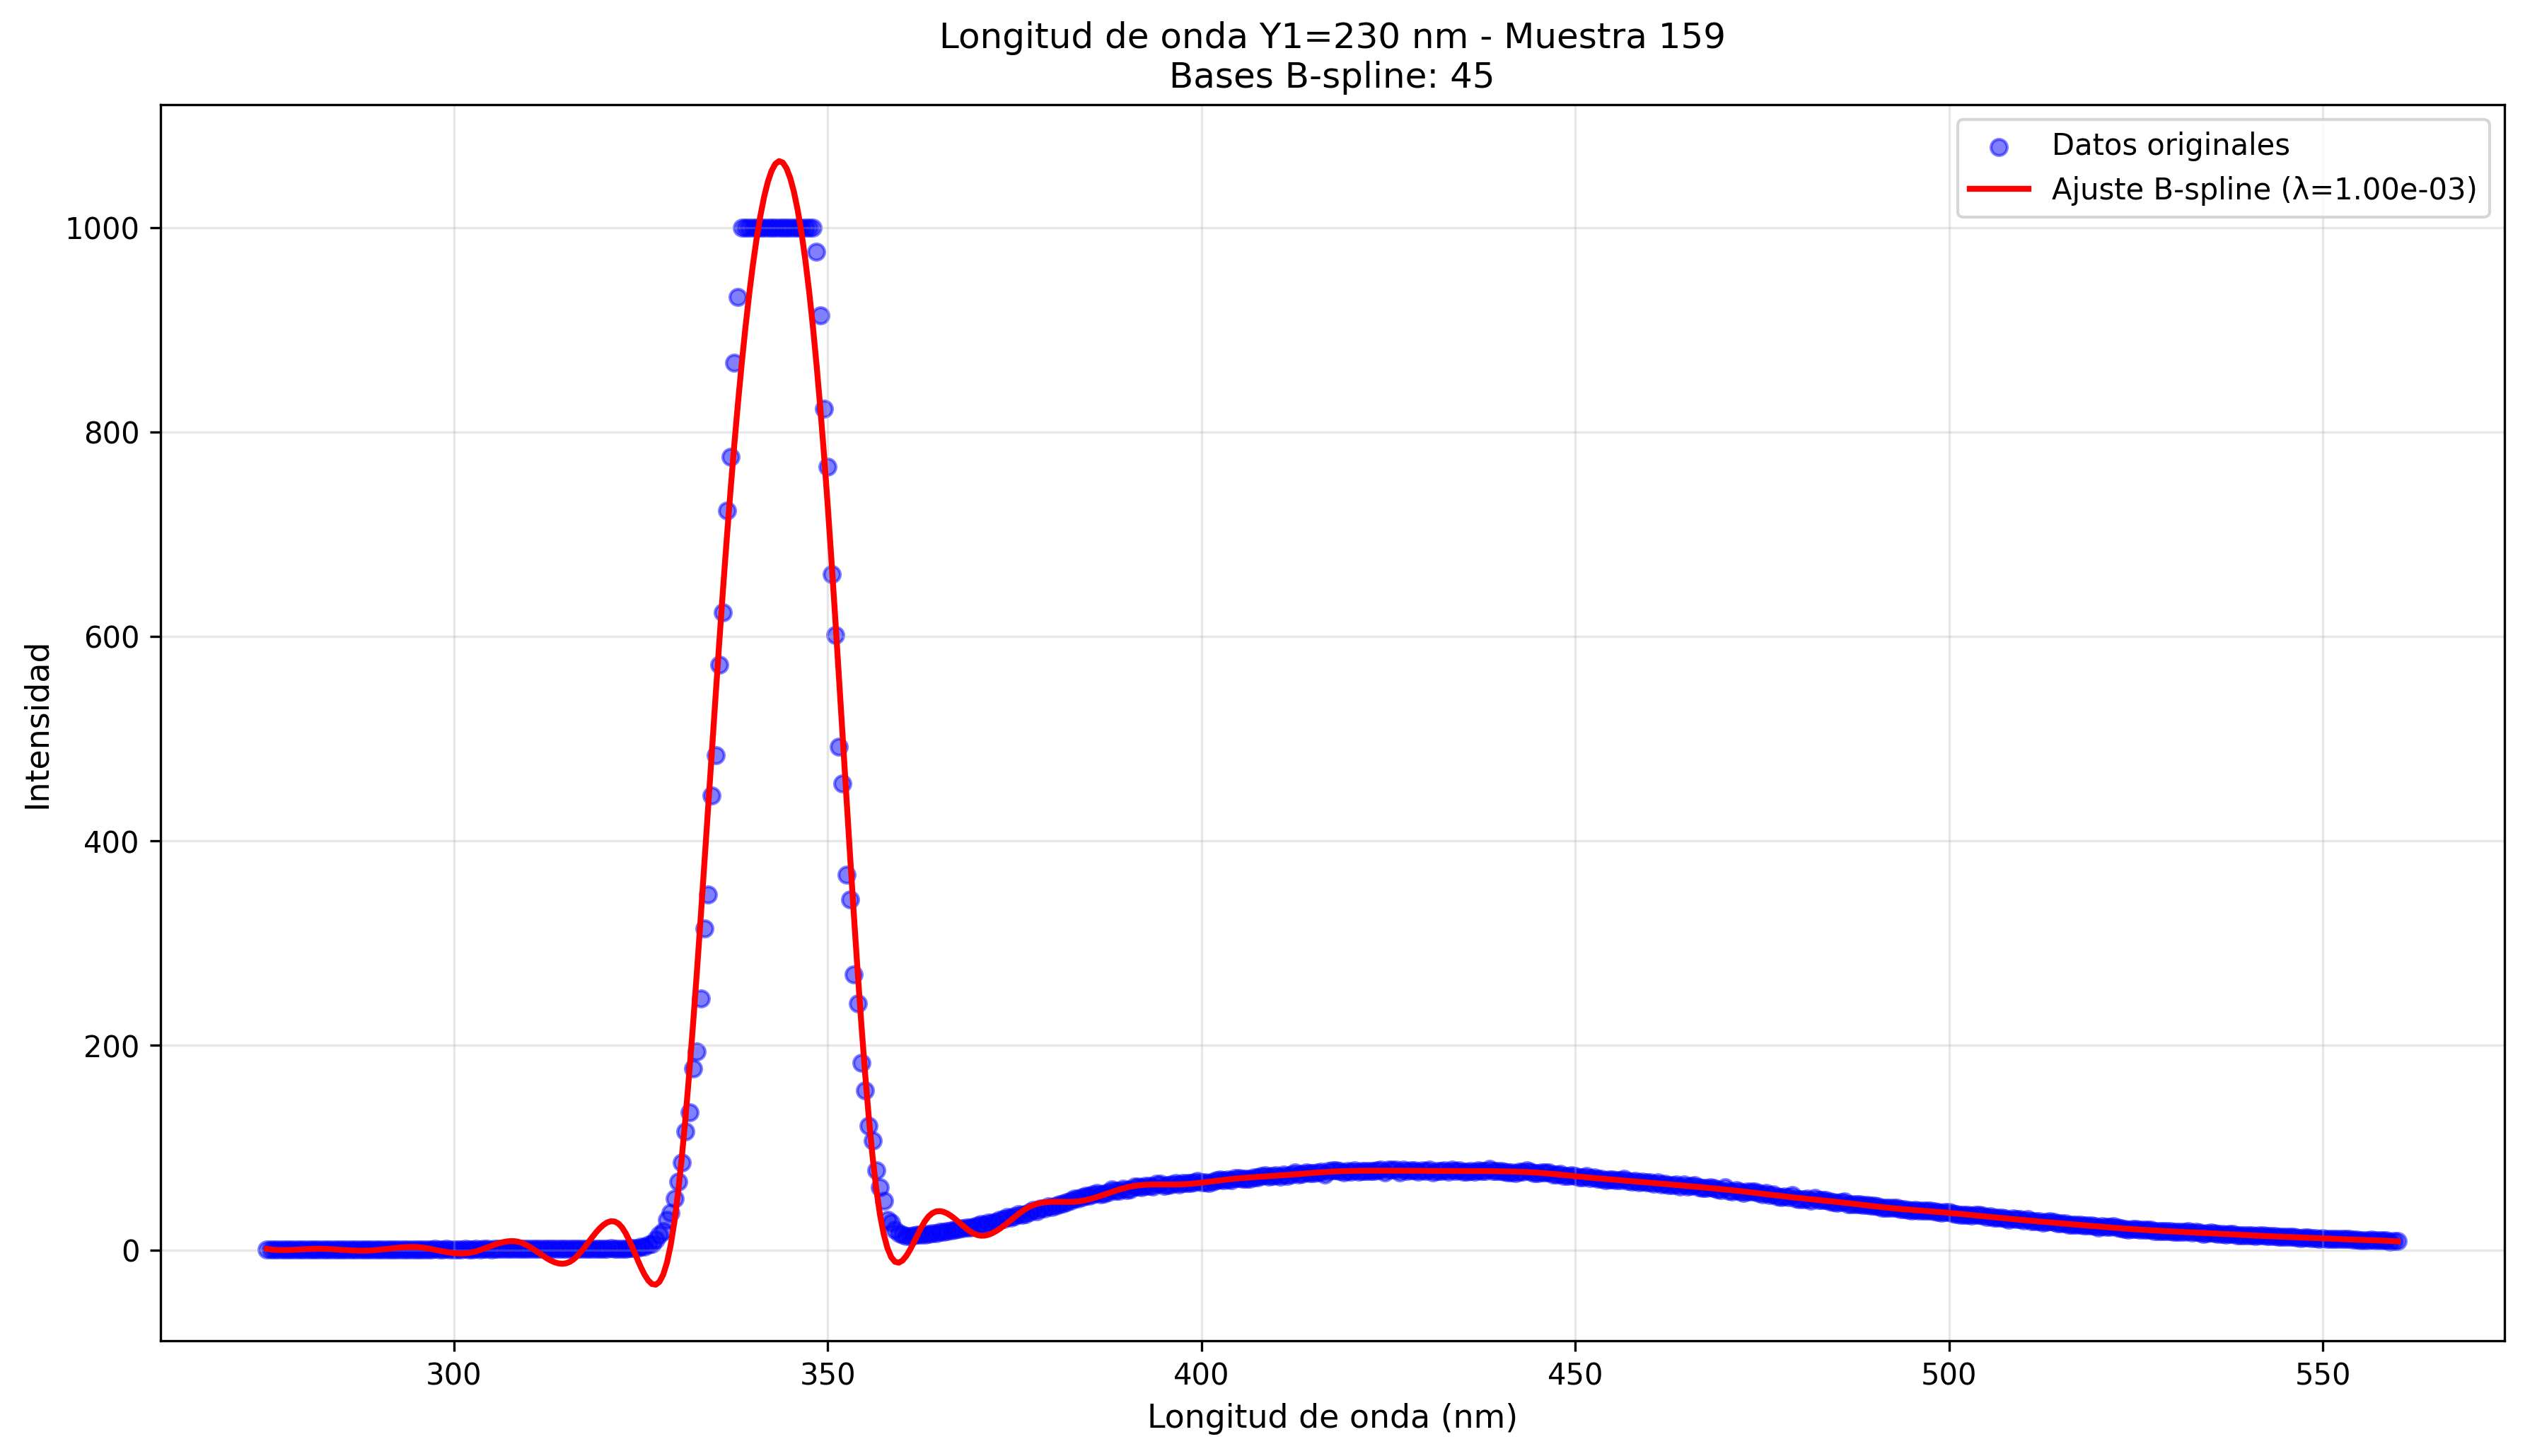 Longitud de onda Y1=230 nm - Muestra 159
Bases B-spline: 45
Datos originales
Ajuste B-spline (λ=1.00e-03)
Intensidad
1000
800
600
400
200
0
300
350
400
450
500
550
Longitud de onda (nm)